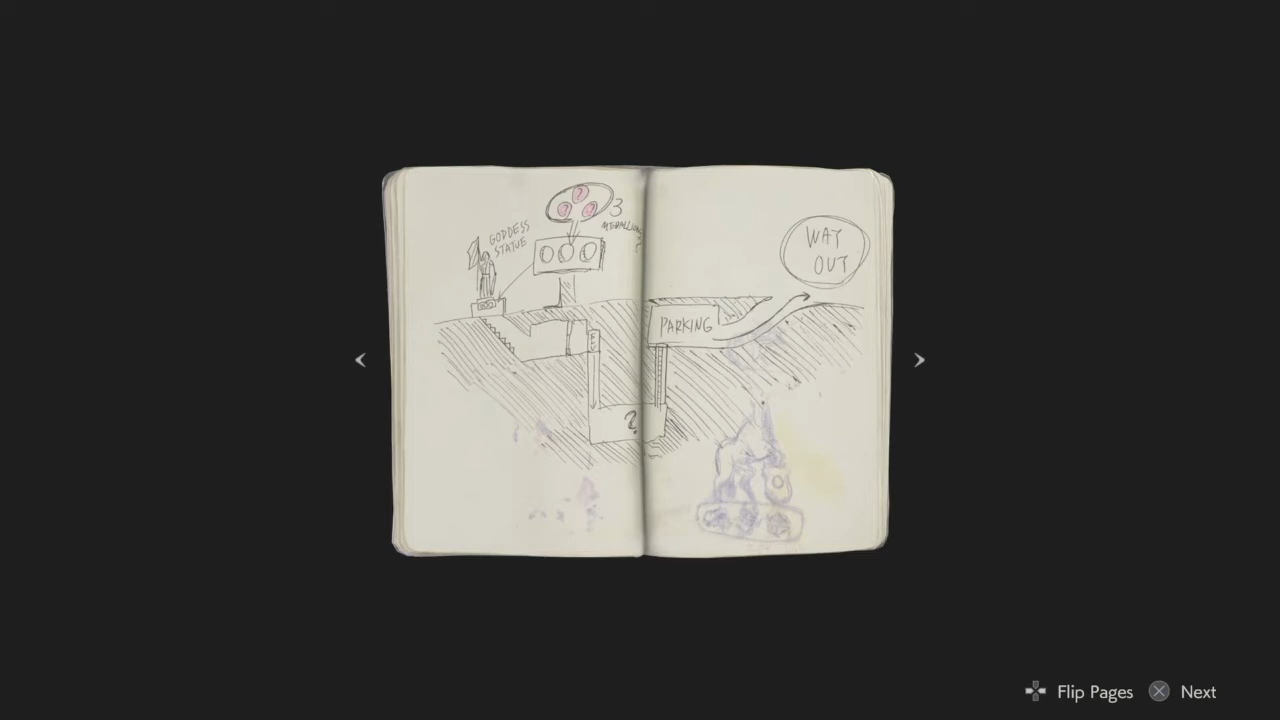 GODDESS
STATUE
3
MEDALLIONS
?
WAY
OUT
PARKING
?
Flip Pages
Next